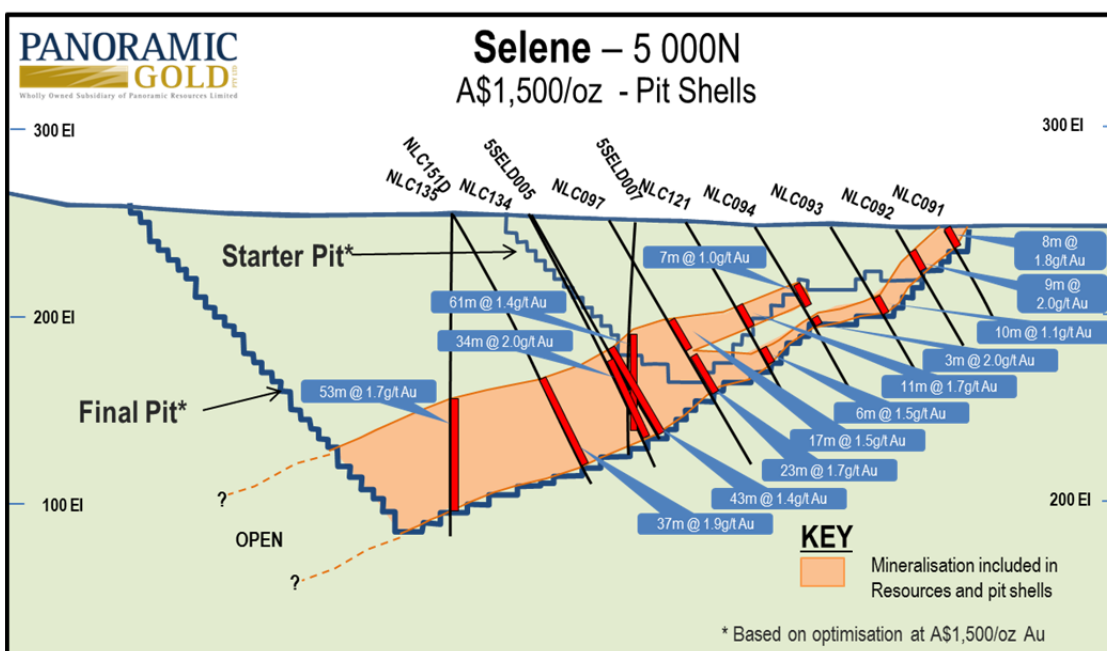 PANORAMIC
GOLD PTY LTD
Wholly Owned Subsidiary of Panoramic Resources Limited
Selene – 5 000N
A$1,500/oz - Pit Shells
300 El
300 El
NLC151D
NLC135
NLC134
5SELD005
NLC097
5SELD007
NLC121
NLC094
NLC093
NLC092
NLC091
Starter Pit*
7m @ 1.0g/t Au
8m @
1.8g/t Au
9m @
2.0g/t Au
10m @ 1.1g/t Au
200 El
61m @ 1.4g/t Au
34m @ 2.0g/t Au
3m @ 2.0g/t Au
11m @ 1.7g/t Au
53m @ 1.7g/t Au
6m @ 1.5g/t Au
Final Pit*
17m @ 1.5g/t Au
23m @ 1.7g/t Au
43m @ 1.4g/t Au
37m @ 1.9g/t Au
?
100 El
200 El
OPEN
?
KEY
Mineralisation included in
Resources and pit shells
* Based on optimisation at A$1,500/oz Au